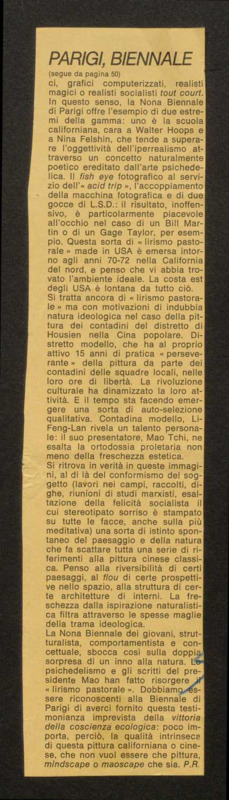 PARIGI, BIENNALE
(segue da pagina 50)
ci, grafici computerizzati, realisti
magici o realisti socialisti tout court.
In questo senso, la Nona Biennale
di Parigi offre l'esempio di due estre-
mi della gamma: uno è la scuola
californiana, cara a Walter Hoops e
a Nina Felshin, che tende a supera-
re l'oggettività dell'iperrealismo at-
traverso un concetto naturalmente
poetico ereditato dall'arte psichede-
lica. Il fish eye fotografico al servi-
zio dell'« acid trip », l'accoppiamento
della macchina fotografica e di due
gocce di L.S.D.: il risultato, inoffen-
sivo, è particolarmente piacevole
all'occhio nel caso di un Bill Mar-
tin o di un Gage Taylor, per esem-
pio. Questa sorta di « lirismo pasto-
rale » made in USA è emersa intor-
no agli anni 70-72 nella California
del nord, e penso che vi abbia tro-
vato l'ambiente ideale. La costa est
degli USA è lontana da tutto ciò.
Si tratta ancora di « lirismo pastora-
le » ma con motivazioni di indubbia
natura ideologica nel caso della pit-
tura dei contadini del distretto di
Housien nella Cina popolare. Di-
stretto modello, che ha al proprio
attivo 15 anni di pratica « perseve-
rante » della pittura da parte dei
contadini delle squadre locali, nelle
loro ore di libertà. La rivoluzione
culturale ha dinamizzato la loro at-
tività. E il tempo sta facendo emer-
gere una sorta di auto-selezione
qualitativa. Contadina modello, Li-
Feng-Lan rivela un talento persona-
le: il suo presentatore, Mao Tchi, ne
esalta la ortodossia proletaria non
meno della freschezza estetica.
Si ritrova in verità in queste immagi-
ni, al di là del conformismo dei sog-
getto (lavori nei campi, raccolti, di-
ghe, riunioni di studi marxisti, esal-
tazione della felicità socialista il
cui stereotipato sorriso è stampato
su tutte le facce, anche sulla più
meditativa) una sorta di istinto spon-
taneo del paesaggio e della natura
che fa scattare tutta una serie di ri-
ferimenti alla pittura cinese classi-
ca. Penso alla riversibilità di certi
paesaggi, al flou di certe prospetti-
ve nello spazio, alla struttura di cer-
te architetture di interni. La fre-
schezza dalla ispirazione naturalisti-
ca filtra attraverso le spesse maglie
della trama ideologica.
La Nona Biennale dei giovani, strut-
turalista, comportamentista e con-
cettuale, sbocca così sulla doppia
sorpresa di un inno alla natura. Lo
psichedelismo e gli scritti del pre-
sidente Mao han fatto risorgere il
« lirismo pastorale ». Dobbiamo es-
sere riconoscenti alla Biennale di
Parigi di averci fornito questa testi-
monianza imprevista della vittoria
della coscienza ecologica: poco im-
porta, perciò, la qualità intrinseca
di questa pittura californiana o cine-
se, che non vuol essere che pittura,
mindscape o maoscape che sia. P.R.